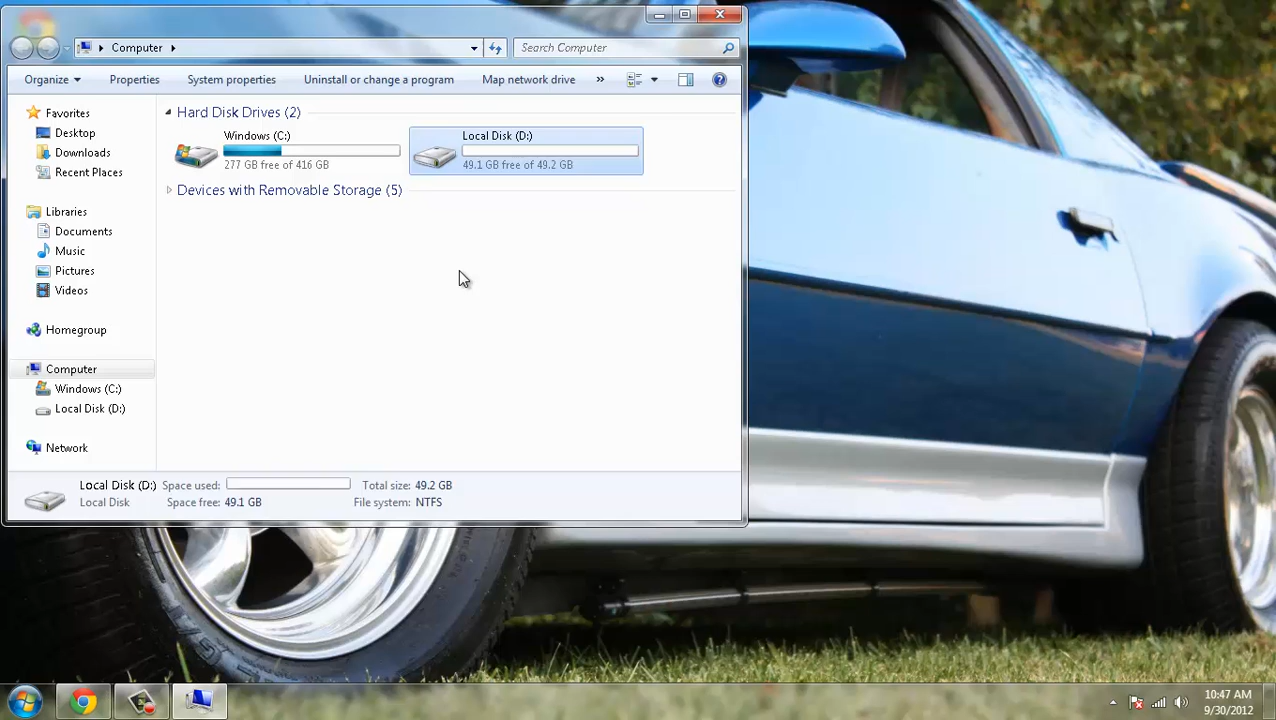 Computer
Search Computer
Organize Properties System properties Uninstall or change a program Map network drive »
Favorites
Desktop
Downloads
Recent Places
Libraries
Documents
Music
Pictures
Videos
Homegroup
Computer
Windows (C:)
Local Disk (D:)
Network
Hard Disk Drives (2)
Windows (C:)
277 GB free of 416 GB
Local Disk (D:)
49.1 GB free of 49.2 GB
Devices with Removable Storage (5)
Local Disk (D:) Space used: Total size: 49.2 GB
Local Disk Space free: 49.1 GB File system: NTFS
10:47 AM
9/30/2012